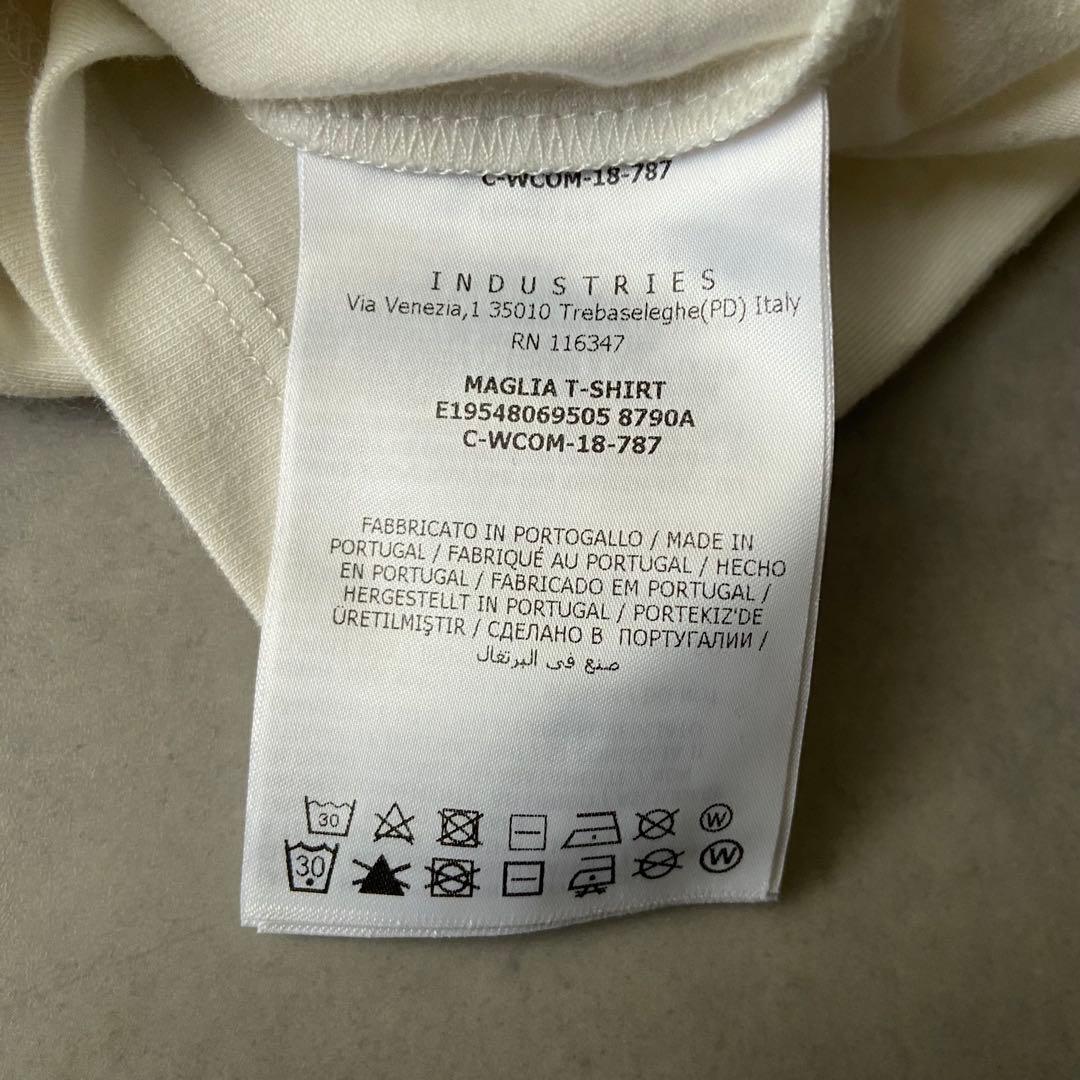 C-WCOM-18-787
INDUSTRIES
Via Venezia,1 35010 Trebaseleghe(PD) Italy
RN 116347
MAGLIA T-SHIRT
E19548069505 8790A
C-WCOM-18-787
FABBRICATO IN PORTOGALLO / MADE IN
PORTUGAL / FABRIQUÉ AU PORTUGAL / HECHO
EN PORTUGAL / FABRICADO EM PORTUGAL /
HERGESTELLT IN PORTUGAL / PORTEKIZ'DE
ÜRETILMIŞTIR / СДЕЛАНО В ПОРТУГАЛИИ /
صنع في البرتغال
30 W
30 W